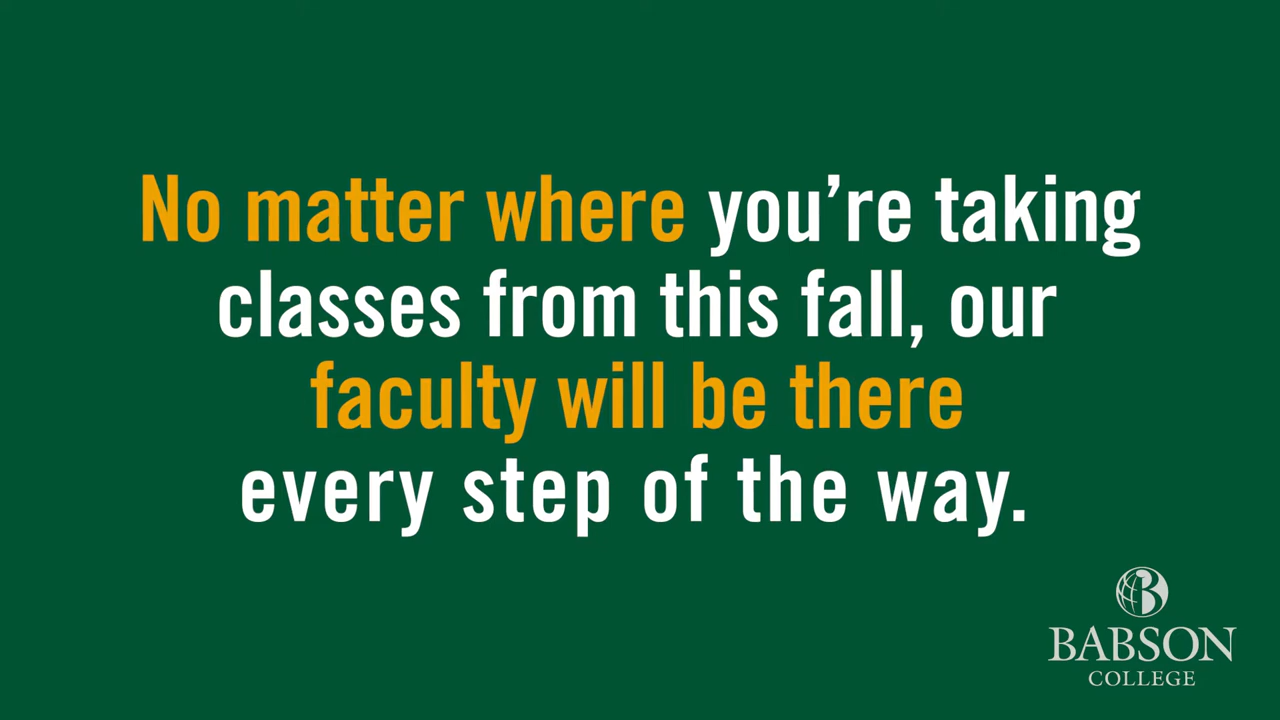 No matter where you’re taking
classes from this fall, our
faculty will be there
every step of the way.
BABSON
COLLEGE